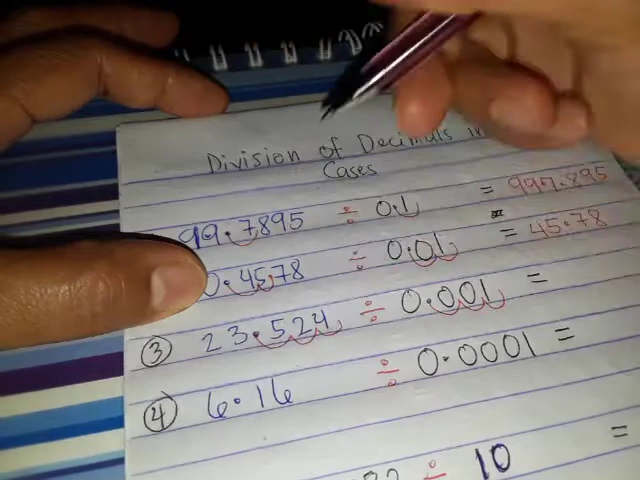 Division of Decimals in
Cases
99.7895 ÷ 0.1 = 997.895
0.4578 ÷ 0.01 = 45.78
③ 23.524 ÷ 0.001 =
④ 6.16 ÷ 0.0001 =
÷ 10 =